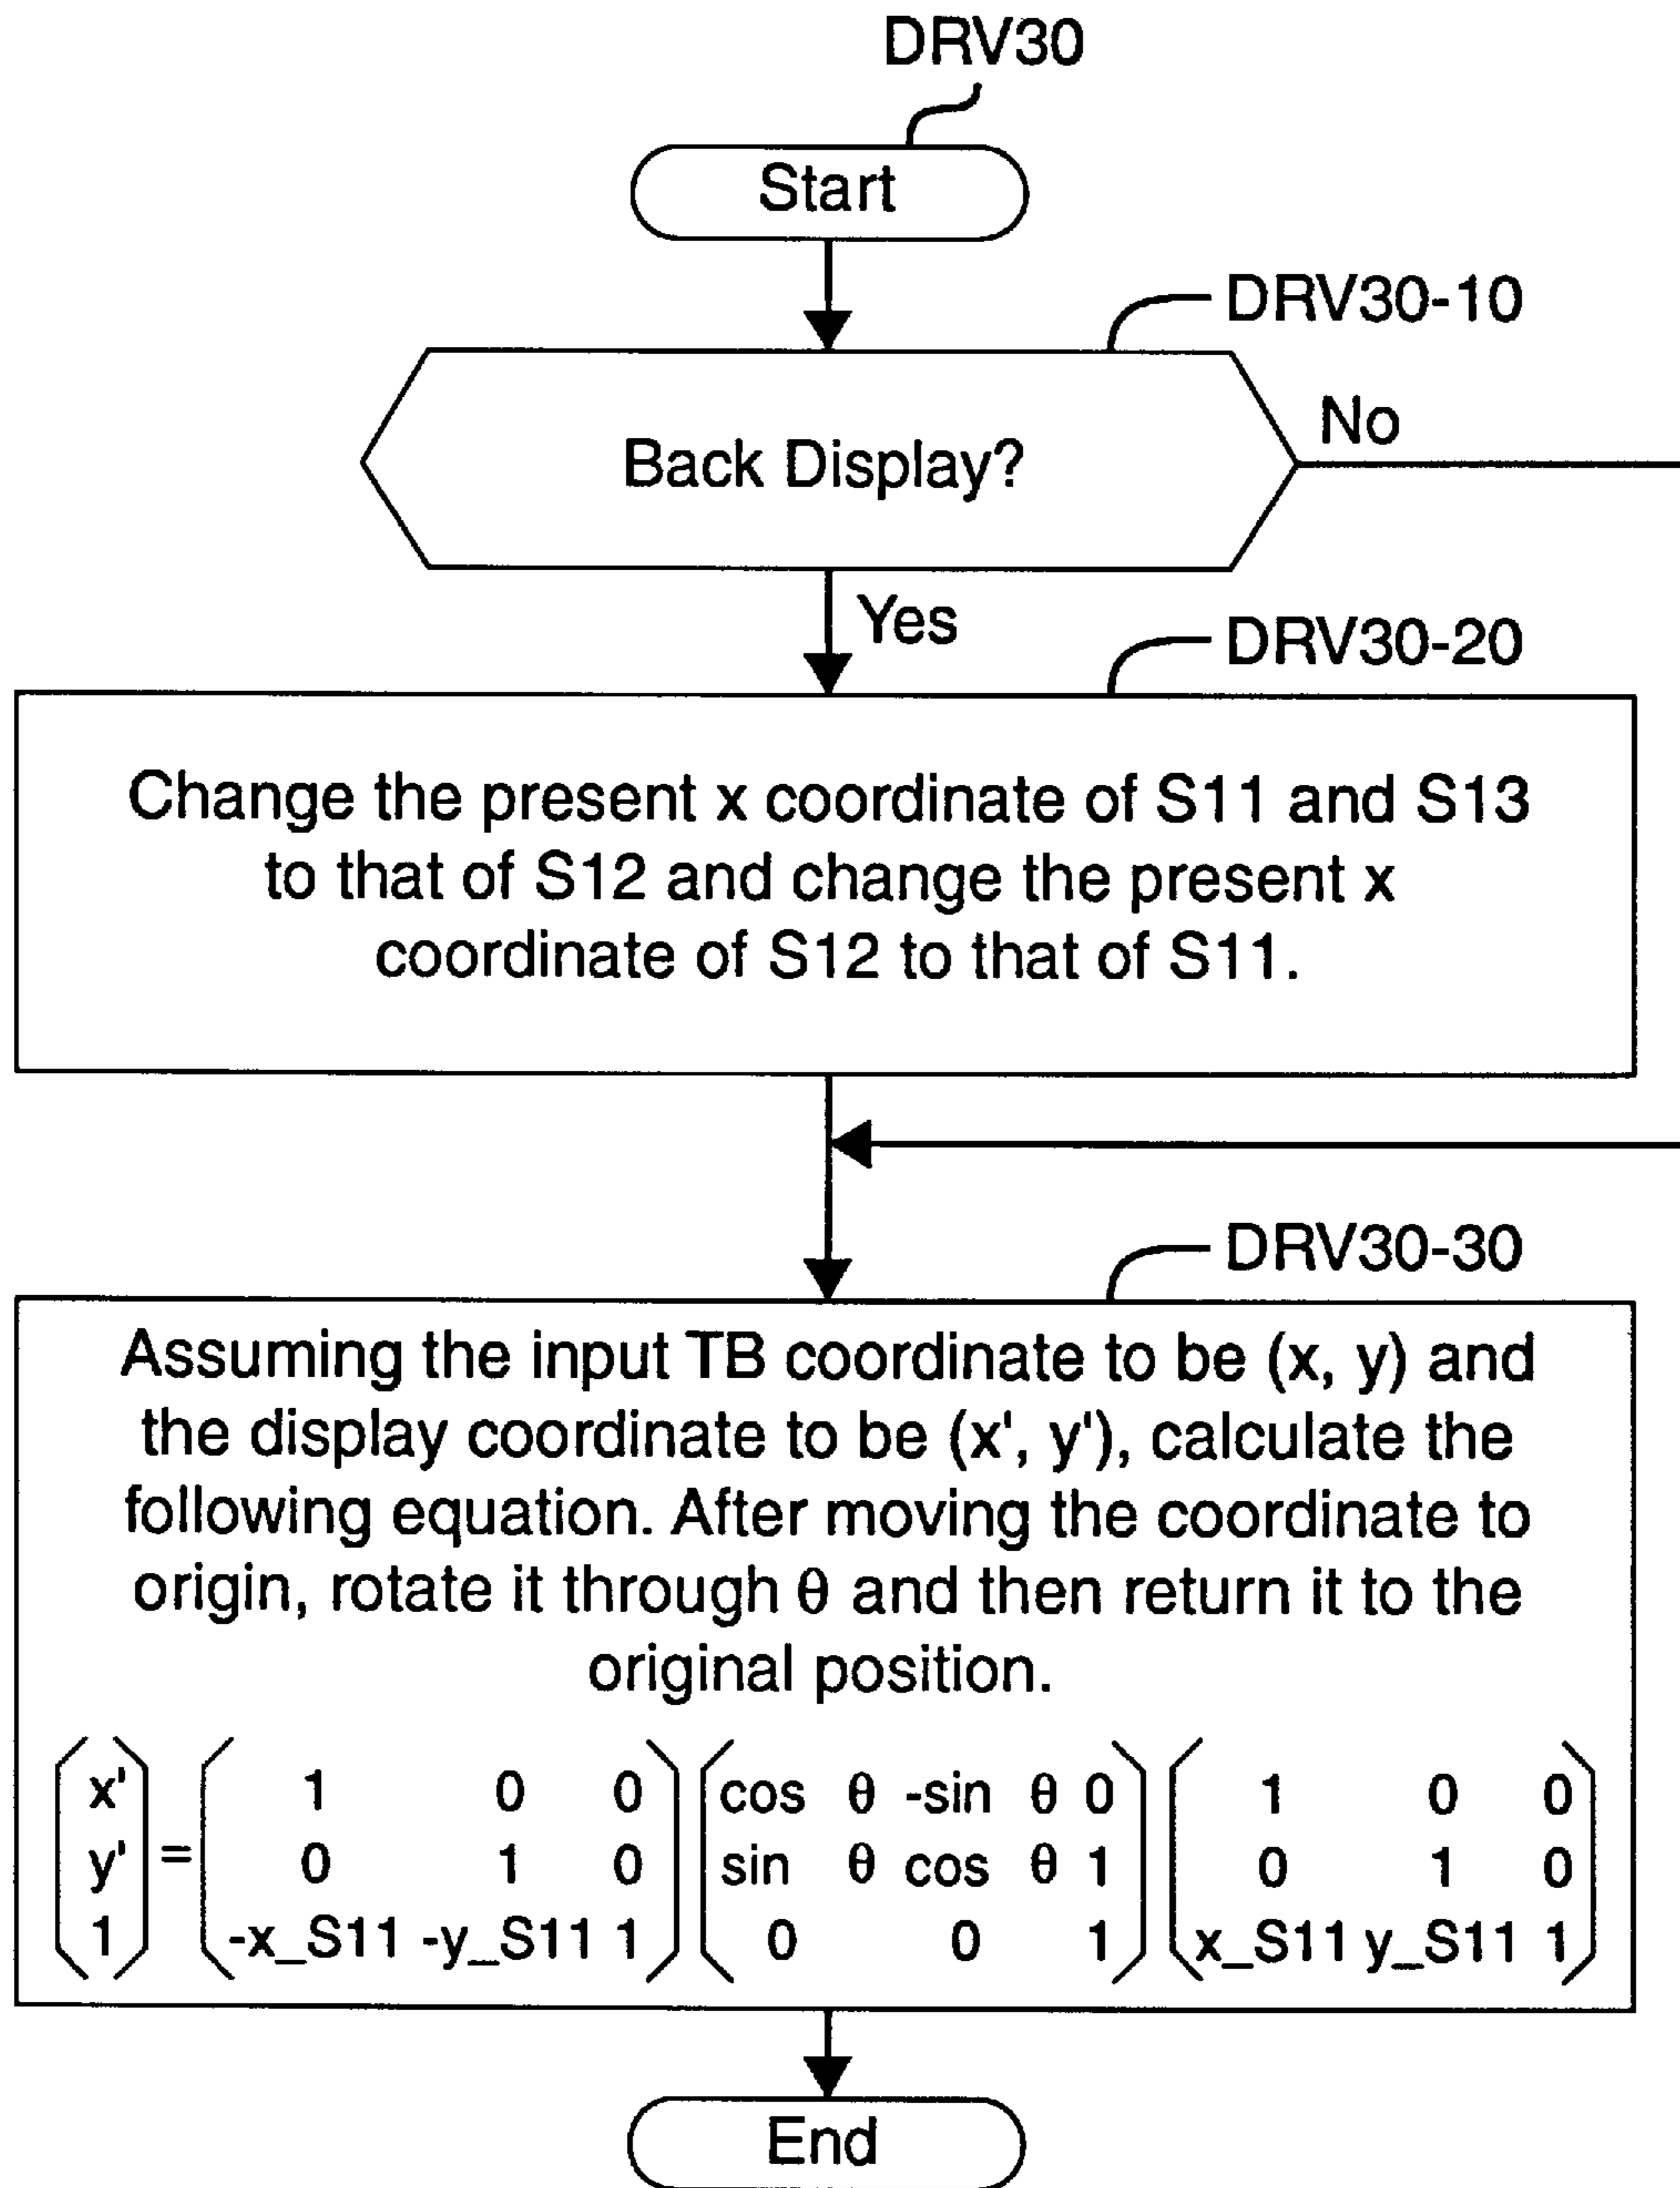 DRV30
Start
DRV30-10
Back Display?
No
Yes
DRV30-20
Change the present x coordinate of S11 and S13
to that of S12 and change the present x
coordinate of S12 to that of S11.
DRV30-30
Assuming the input TB coordinate to be (x, y) and
the display coordinate to be (x', y'), calculate the
following equation. After moving the coordinate to
origin, rotate it through θ and then return it to the
original position.
x' 1 0 0 cos θ -sin θ 0 1 0 0
y' = 0 1 0 sin θ cos θ 1 0 1 0
1 -x_S11 -y_S11 1 0 0 1 x_S11 y_S11 1
End